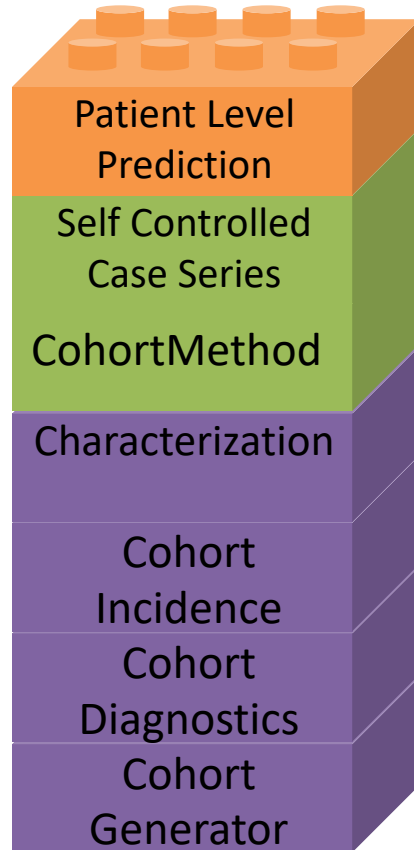 Patient Level
Prediction
Self Controlled
Case Series
CohortMethod
Characterization
Cohort
Incidence
Cohort
Diagnostics
Cohort
Generator